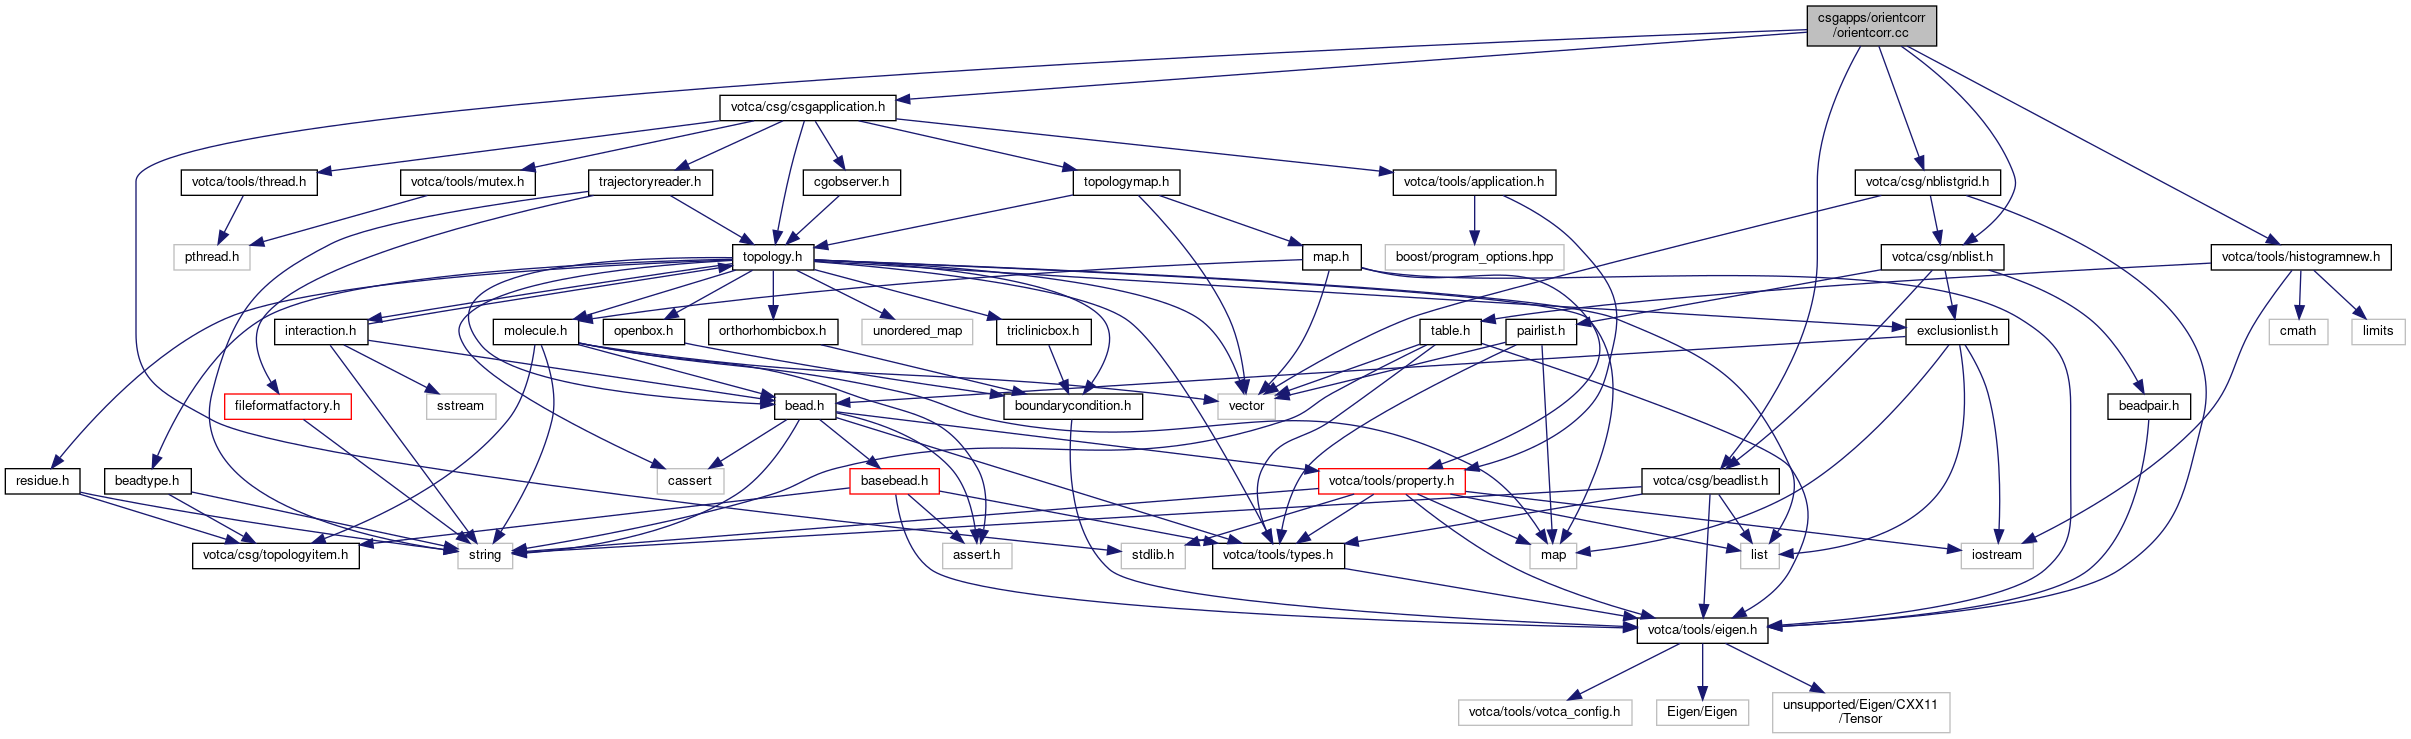 csgapps/orientcorr
/orientcorr.cc
votca/csg/csgapplication.h
votca/tools/thread.h
votca/tools/mutex.h
trajectoryreader.h
cgobserver.h
topologymap.h
votca/tools/application.h
votca/csg/nblistgrid.h
pthread.h
topology.h
map.h
boost/program_options.hpp
votca/csg/nblist.h
votca/tools/histogramnew.h
interaction.h
molecule.h
openbox.h
orthorhombicbox.h
unordered_map
triclinicbox.h
table.h
pairlist.h
exclusionlist.h
cmath
limits
fileformatfactory.h
sstream
bead.h
boundarycondition.h
vector
beadpair.h
residue.h
beadtype.h
cassert
basebead.h
votca/tools/property.h
votca/csg/beadlist.h
votca/csg/topologyitem.h
string
assert.h
stdlib.h
votca/tools/types.h
map
list
iostream
votca/tools/eigen.h
votca/tools/votca_config.h
Eigen/Eigen
unsupported/Eigen/CXX11
/Tensor